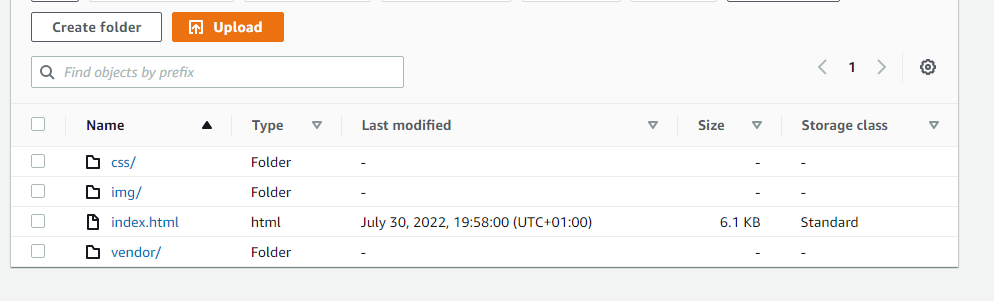 Create folder Upload
Find objects by prefix
1
Name Type Last modified Size Storage class
css/ Folder - - -
img/ Folder - - -
index.html html July 30, 2022, 19:58:00 (UTC+01:00) 6.1 KB Standard
vendor/ Folder - - -